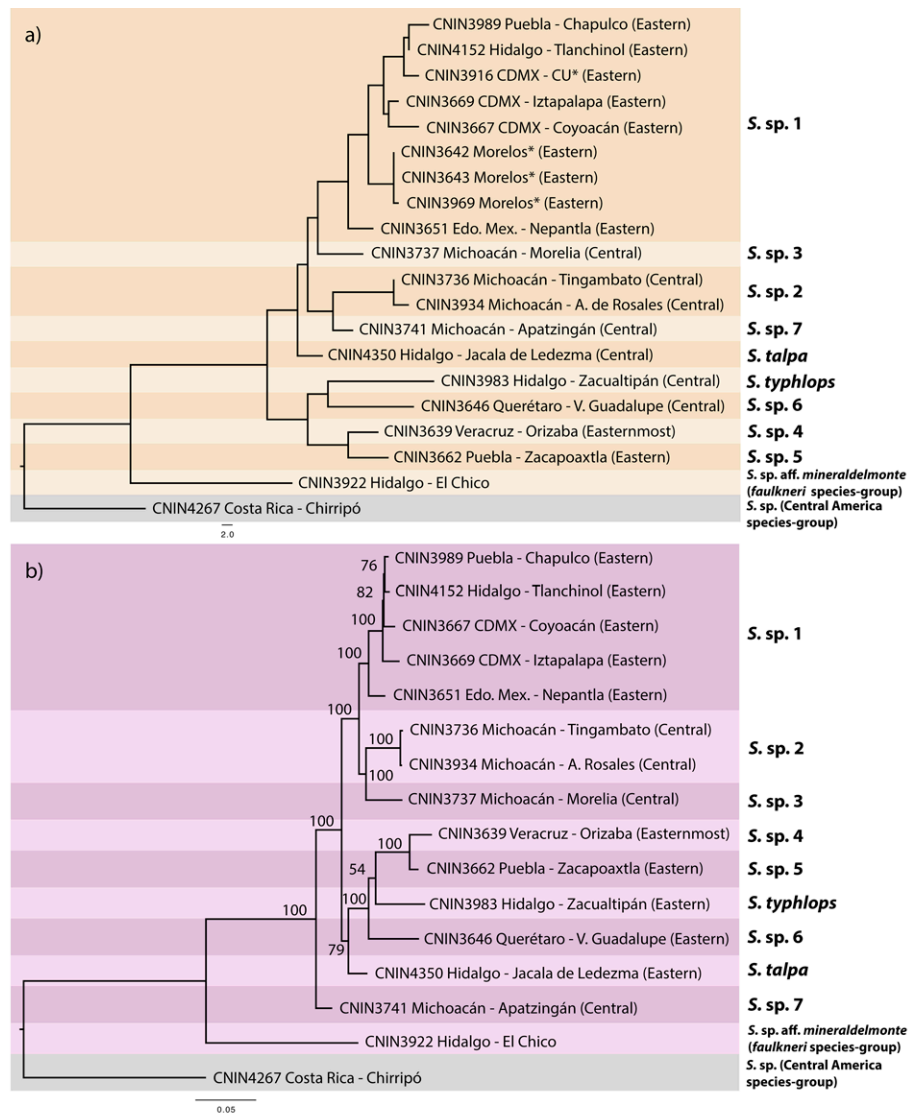 a)
CNIN3989 Puebla - Chapulco (Eastern)
CNIN4152 Hidalgo - Tlanchinol (Eastern)
CNIN3916 CDMX - CU* (Eastern)
CNIN3669 CDMX - Iztapalapa (Eastern)
CNIN3667 CDMX - Coyoacán (Eastern)
S. sp. 1
CNIN3642 Morelos* (Eastern)
CNIN3643 Morelos* (Eastern)
CNIN3969 Morelos* (Eastern)
CNIN3651 Edo. Mex. - Nepantla (Eastern)
CNIN3737 Michoacán - Morelia (Central)
S. sp. 3
CNIN3736 Michoacán - Tingambato (Central)
S. sp. 2
CNIN3934 Michoacán - A. de Rosales (Central)
CNIN3741 Michoacán - Apatzingán (Central)
S. sp. 7
CNIN4350 Hidalgo - Jacala de Ledezma (Central)
S. talpa
CNIN3983 Hidalgo - Zacualtipán (Central)
S. typhlops
CNIN3646 Querétaro - V. Guadalupe (Central)
S. sp. 6
CNIN3639 Veracruz - Orizaba (Easternmost)
S. sp. 4
CNIN3662 Puebla - Zacapoaxtla (Eastern)
S. sp. 5
CNIN3922 Hidalgo - El Chico
S. sp. aff. mineraldelmonte
(faulkneri species-group)
CNIN4267 Costa Rica - Chirripó
S. sp. (Central America
species-group)
2.0
b)
CNIN3989 Puebla - Chapulco (Eastern)
76
CNIN4152 Hidalgo - Tlanchinol (Eastern)
82
CNIN3667 CDMX - Coyoacán (Eastern)
100
S. sp. 1
CNIN3669 CDMX - Iztapalapa (Eastern)
100
CNIN3651 Edo. Mex. - Nepantla (Eastern)
100
CNIN3736 Michoacán - Tingambato (Central)
100
S. sp. 2
CNIN3934 Michoacán - A. Rosales (Central)
100
CNIN3737 Michoacán - Morelia (Central)
S. sp. 3
100
CNIN3639 Veracruz - Orizaba (Easternmost)
S. sp. 4
100
CNIN3662 Puebla - Zacapoaxtla (Eastern)
S. sp. 5
54
CNIN3983 Hidalgo - Zacualtipán (Eastern)
S. typhlops
100
100
CNIN3646 Querétaro - V. Guadalupe (Eastern)
S. sp. 6
79
CNIN4350 Hidalgo - Jacala de Ledezma (Eastern)
S. talpa
CNIN3741 Michoacán - Apatzingán (Central)
S. sp. 7
CNIN3922 Hidalgo - El Chico
S. sp. aff. mineraldelmonte
(faulkneri species-group)
CNIN4267 Costa Rica - Chirripó
S. sp. (Central America
species-group)
0.05